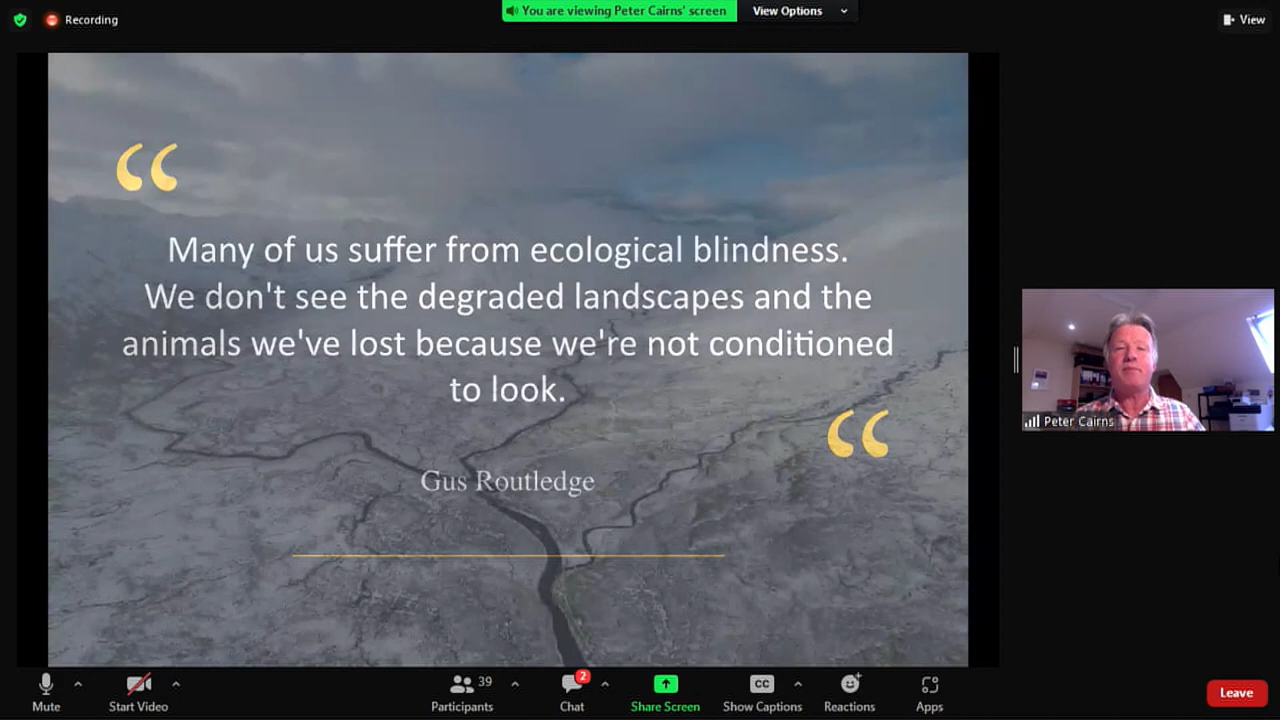 Recording
You are viewing Peter Cairns' screen
View Options
View
“
Many of us suffer from ecological blindness.
We don't see the degraded landscapes and the
animals we've lost because we're not conditioned
to look.
“
Gus Routledge
Peter Cairns
Mute
Start Video
39
Participants
2
Chat
Share Screen
CC
Show Captions
Reactions
Apps
Leave